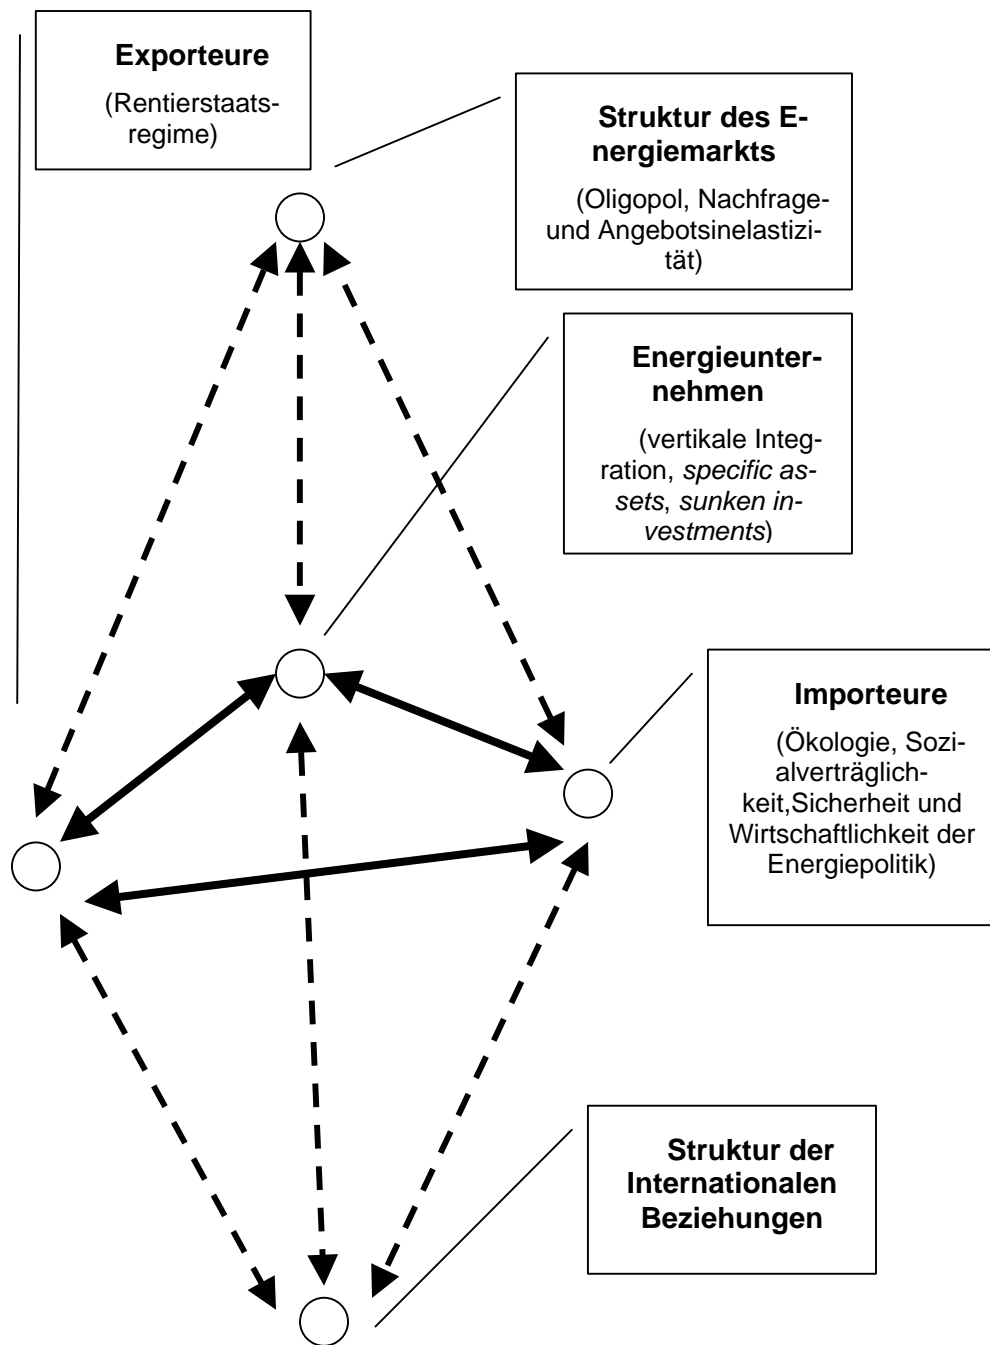 Exporteure
(Rentierstaats-
regime)
Struktur des E-
nergiemarkts
(Oligopol, Nachfrage-
und Angebotsinelastizi-
tät)
Energieunter-
nehmen
(vertikale Integ-
ration, specific as-
sets, sunken in-
vestments)
Importeure
(Ökologie, Sozi-
alverträglich-
keit,Sicherheit und
Wirtschaftlichkeit der
Energiepolitik)
Struktur der
Internationalen
Beziehungen